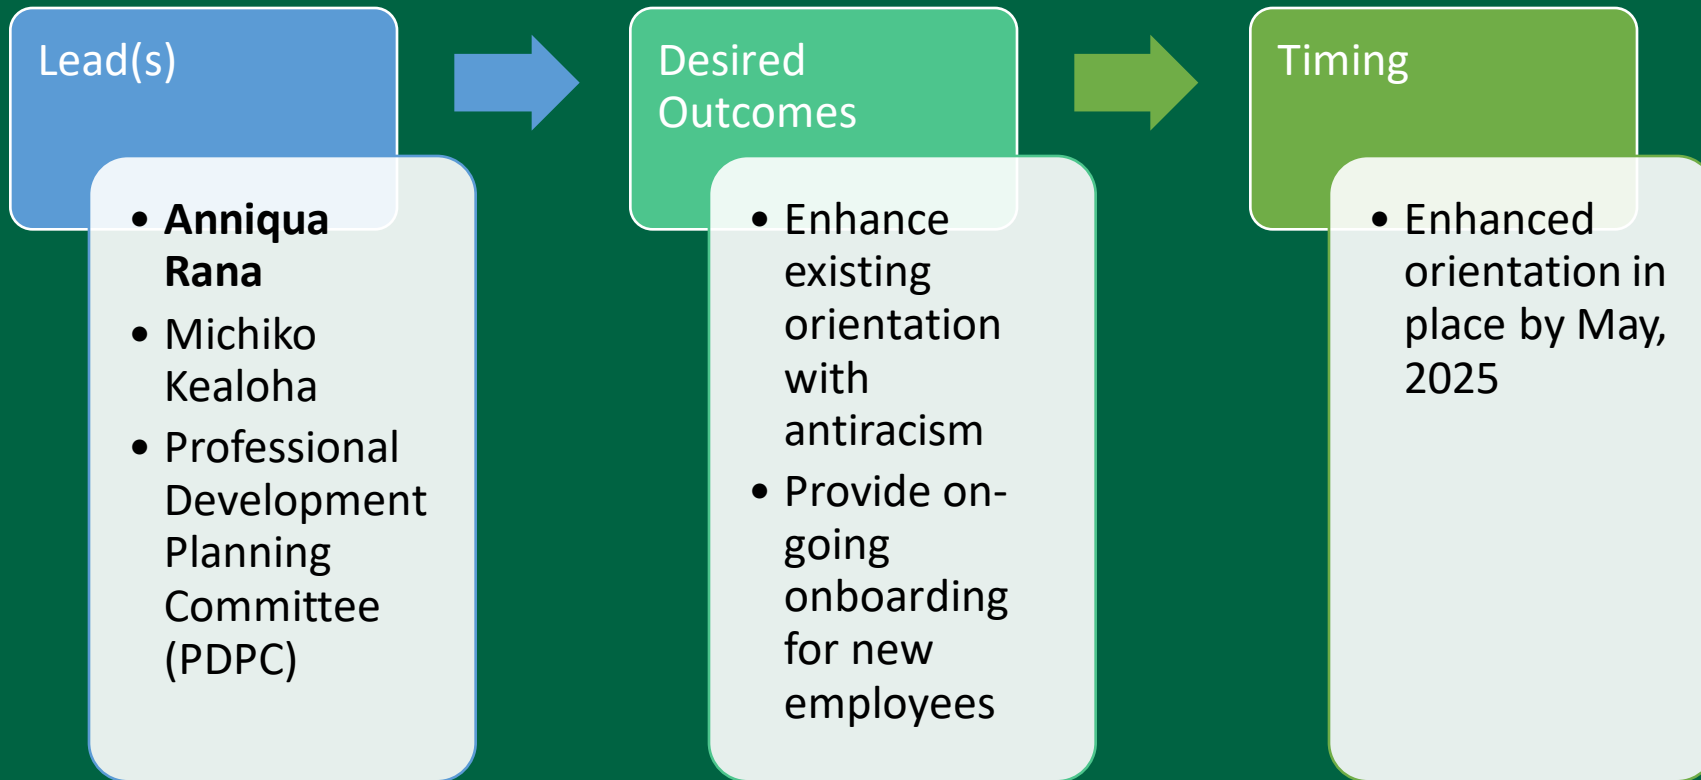 Lead(s)
• Anniqua
Rana
• Michiko
Kealoha
• Professional
Development
Planning
Committee
(PDPC)
Desired
Outcomes
• Enhance
existing
orientation
with
antiracism
• Provide on-
going
onboarding
for new
employees
Timing
• Enhanced
orientation in
place by May,
2025